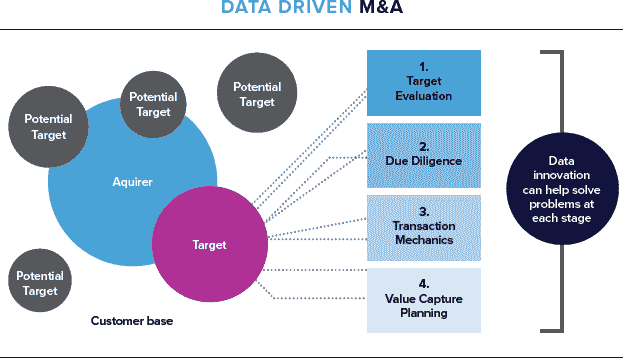 DATA DRIVEN M&A
Potential
Target
Potential
Target
Potential
Target
Aquirer
Target
Potential
Target
Customer base
1.
Target
Evaluation
2.
Due Diligence
3.
Transaction
Mechanics
4.
Value Capture
Planning
Data
innovation
can help solve
problems at
each stage